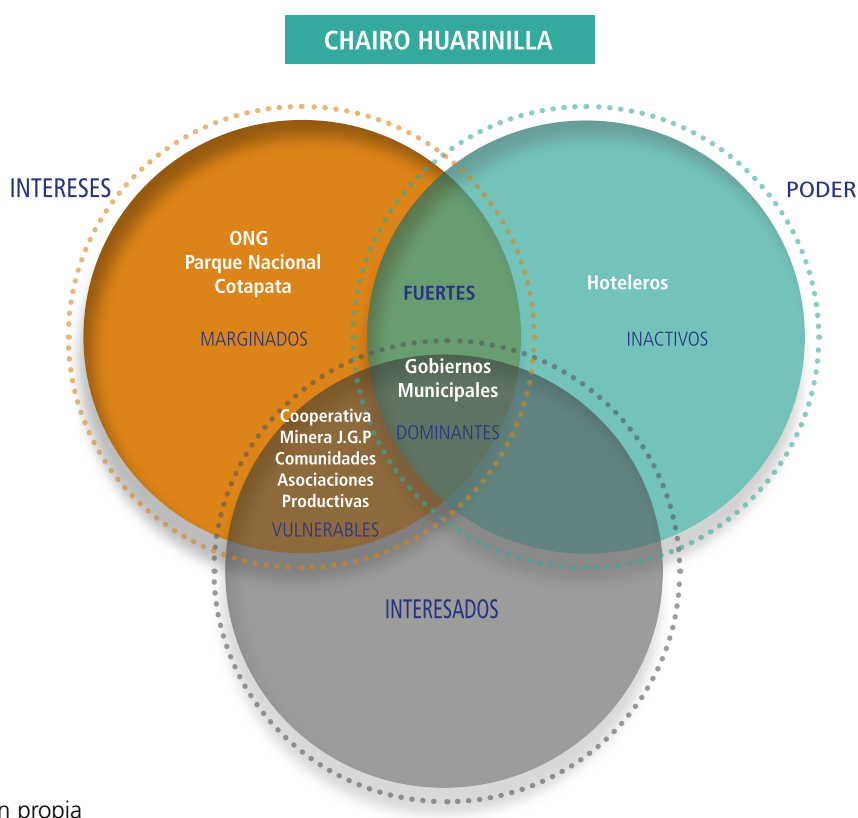 CHAIRO HUARINILLA
INTERESES
PODER
ONG
Parque Nacional
Cotapata
MARGINADOS
FUERTES
Hoteleros
INACTIVOS
Gobiernos
Municipales
DOMINANTES
Cooperativa
Minera J.G.P
Comunidades
Asociaciones
Productivas
VULNERABLES
INTERESADOS
n propia